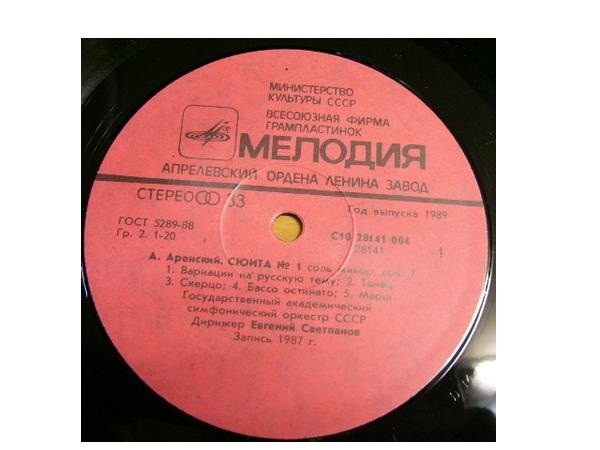 МИНИСТЕРСТВО
КУЛЬТУРЫ СССР
ВСЕСОЮЗНАЯ ФИРМА
ГРАМПЛАСТИНОК
МЕЛОДИЯ
АПРЕЛЕВСКИЙ ОРДЕНА ЛЕНИНА ЗАВОД
СТЕРЕО 33
Год выпуска 1989
ГОСТ 5289-88
Гр. 2. 1-20
С10 28141 004
28141
1
А. Аренский. СЮИТА № 1 соль минор, соч. 7
1. Вариации на русскую тему; 2. Танец
3. Скерцо; 4. Бассо остинато; 5. Марш
Государственный академический
симфонический оркестр СССР
Дирижер Евгений Светланов
Запись 1987 г.